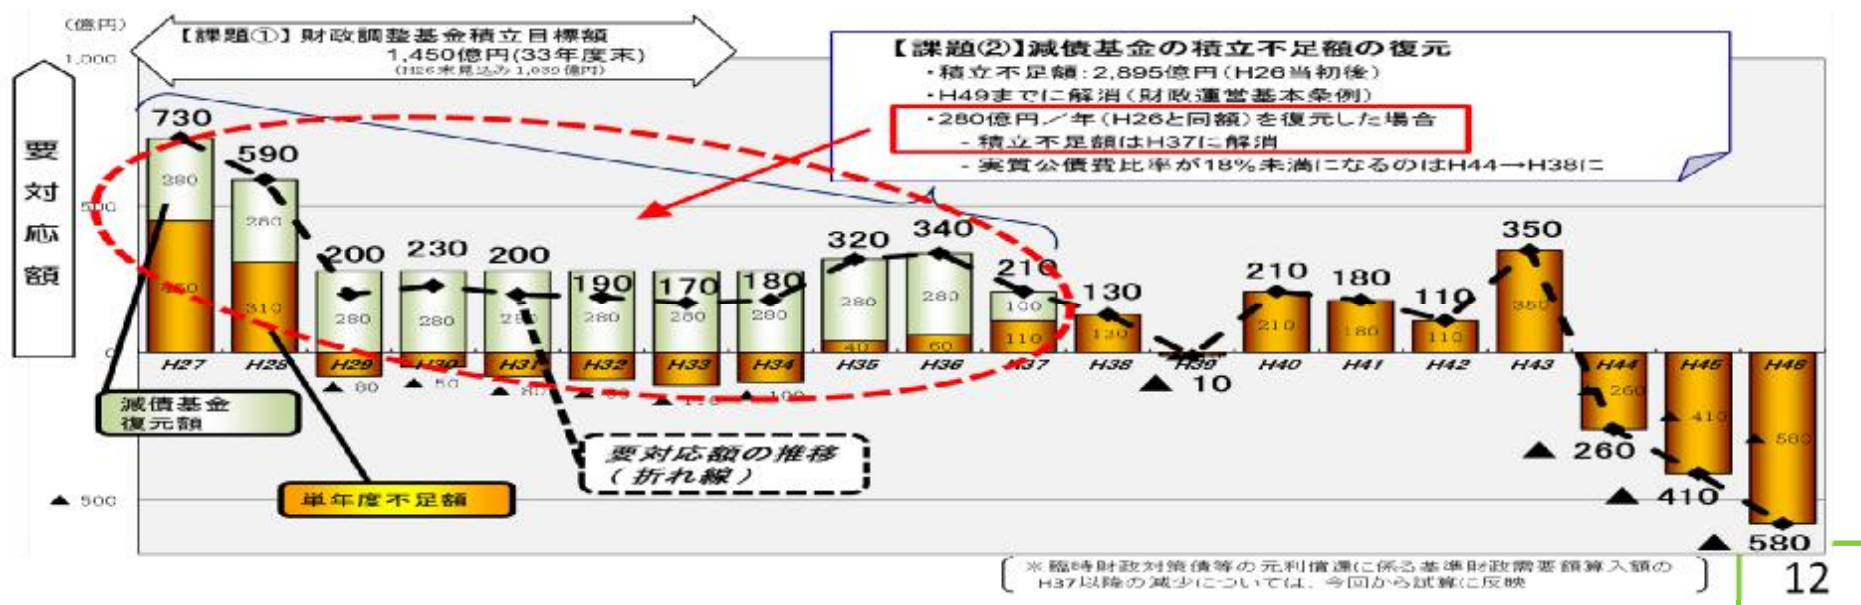 (億円)
【課題①】財政調整基金積立目標額
1,450億円(33年度末)
(H26末見込み1,039億円)
【課題②】減債基金の積立不足額の復元
・積立不足額：2,895億円(H26当初後)
・H49までに解消(財政運営基本条例)
・280億円／年(H26と同額)を復元した場合
- 積立不足額はH37に解消
- 実質公債費比率が18%未満になるのはH44→H38に
要対応額
1,000
500
0
▲ 500
730
590
200
230
200
190
170
180
320
340
210
130
▲ 10
210
180
110
350
▲ 260
▲ 410
▲ 580
280
280
280
280
280
280
280
280
280
280
100
310
40
60
110
130
210
180
110
350
▲ 80
▲ 50
▲ 80
▲ 100
▲ 260
▲ 410
▲ 580
H27
H28
H29
H30
H31
H32
H33
H34
H35
H36
H37
H38
H39
H40
H41
H42
H43
H44
H45
H46
減債基金
復元額
単年度不足額
要対応額の推移
(折れ線)
※臨時財政対策債等の元利償還に係る基準財政需要額算入額の
H37以降の減少については、今回から試算に反映
12